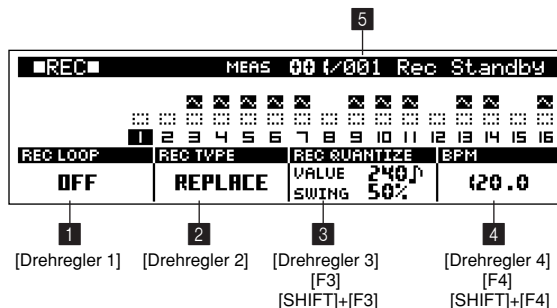 5
■REC■ MEAS 001/001 Rec Standby
1 2 3 4 5 6 7 8 9 10 11 12 13 14 15 16
REC LOOP REC TYPE REC QUANTIZE BPM
OFF REPLACE VALUE 240♪ 120.0
SWING 50%
1 2 3 4
[Drehregler 1] [Drehregler 2] [Drehregler 3] [Drehregler 4]
[F3] [F4]
[SHIFT]+[F3] [SHIFT]+[F4]